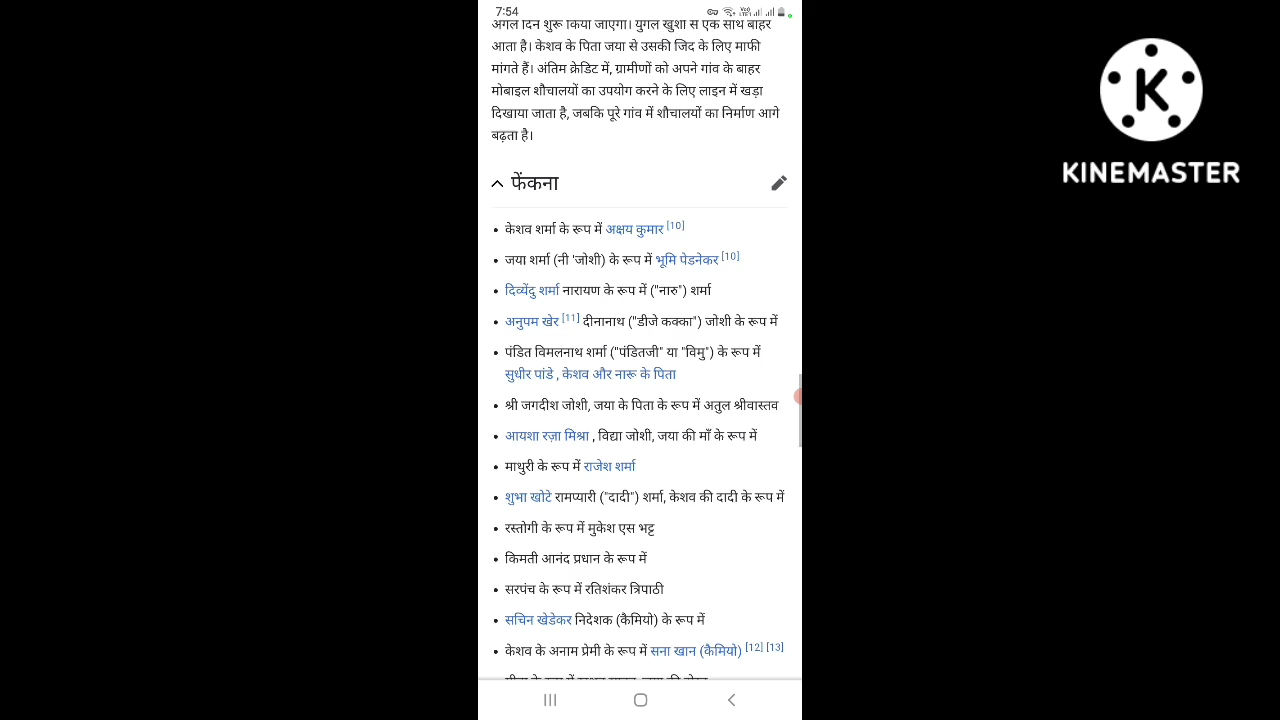 7:54
अगले दिन शुरू किया जाएगा। युगल खुशी से एक साथ बाहर
आता है। केशव के पिता जया से उसकी जिद के लिए माफी
मांगते हैं। अंतिम क्रेडिट में, ग्रामीणों को अपने गांव के बाहर
मोबाइल शौचालयों का उपयोग करने के लिए लाइन में खड़ा
दिखाया जाता है, जबकि पूरे गांव में शौचालयों का निर्माण आगे
बढ़ता है।
K
KINEMASTER
फेंकना
• केशव शर्मा के रूप में अक्षय कुमार [10]
• जया शर्मा (नी 'जोशी) के रूप में भूमि पेडनेकर [10]
• दिव्येंदु शर्मा नारायण के रूप में ("नारु") शर्मा
• अनुपम खेर [11] दीनानाथ ("डीजे कक्का") जोशी के रूप में
• पंडित विमलनाथ शर्मा ("पंडितजी" या "विमु") के रूप में
सुधीर पांडे , केशव और नारू के पिता
• श्री जगदीश जोशी, जया के पिता के रूप में अतुल श्रीवास्तव
• आयशा रज़ा मिश्रा , विद्या जोशी, जया की माँ के रूप में
• माथुरी के रूप में राजेश शर्मा
• शुभा खोटे रामप्यारी ("दादी") शर्मा, केशव की दादी के रूप में
• रस्तोगी के रूप में मुकेश एस भट्ट
• किमती आनंद प्रधान के रूप में
• सरपंच के रूप में रतिशंकर त्रिपाठी
• सचिन खेडेकर निदेशक (कैमियो) के रूप में
• केशव के अनाम प्रेमी के रूप में सना खान (कैमियो) [12] [13]